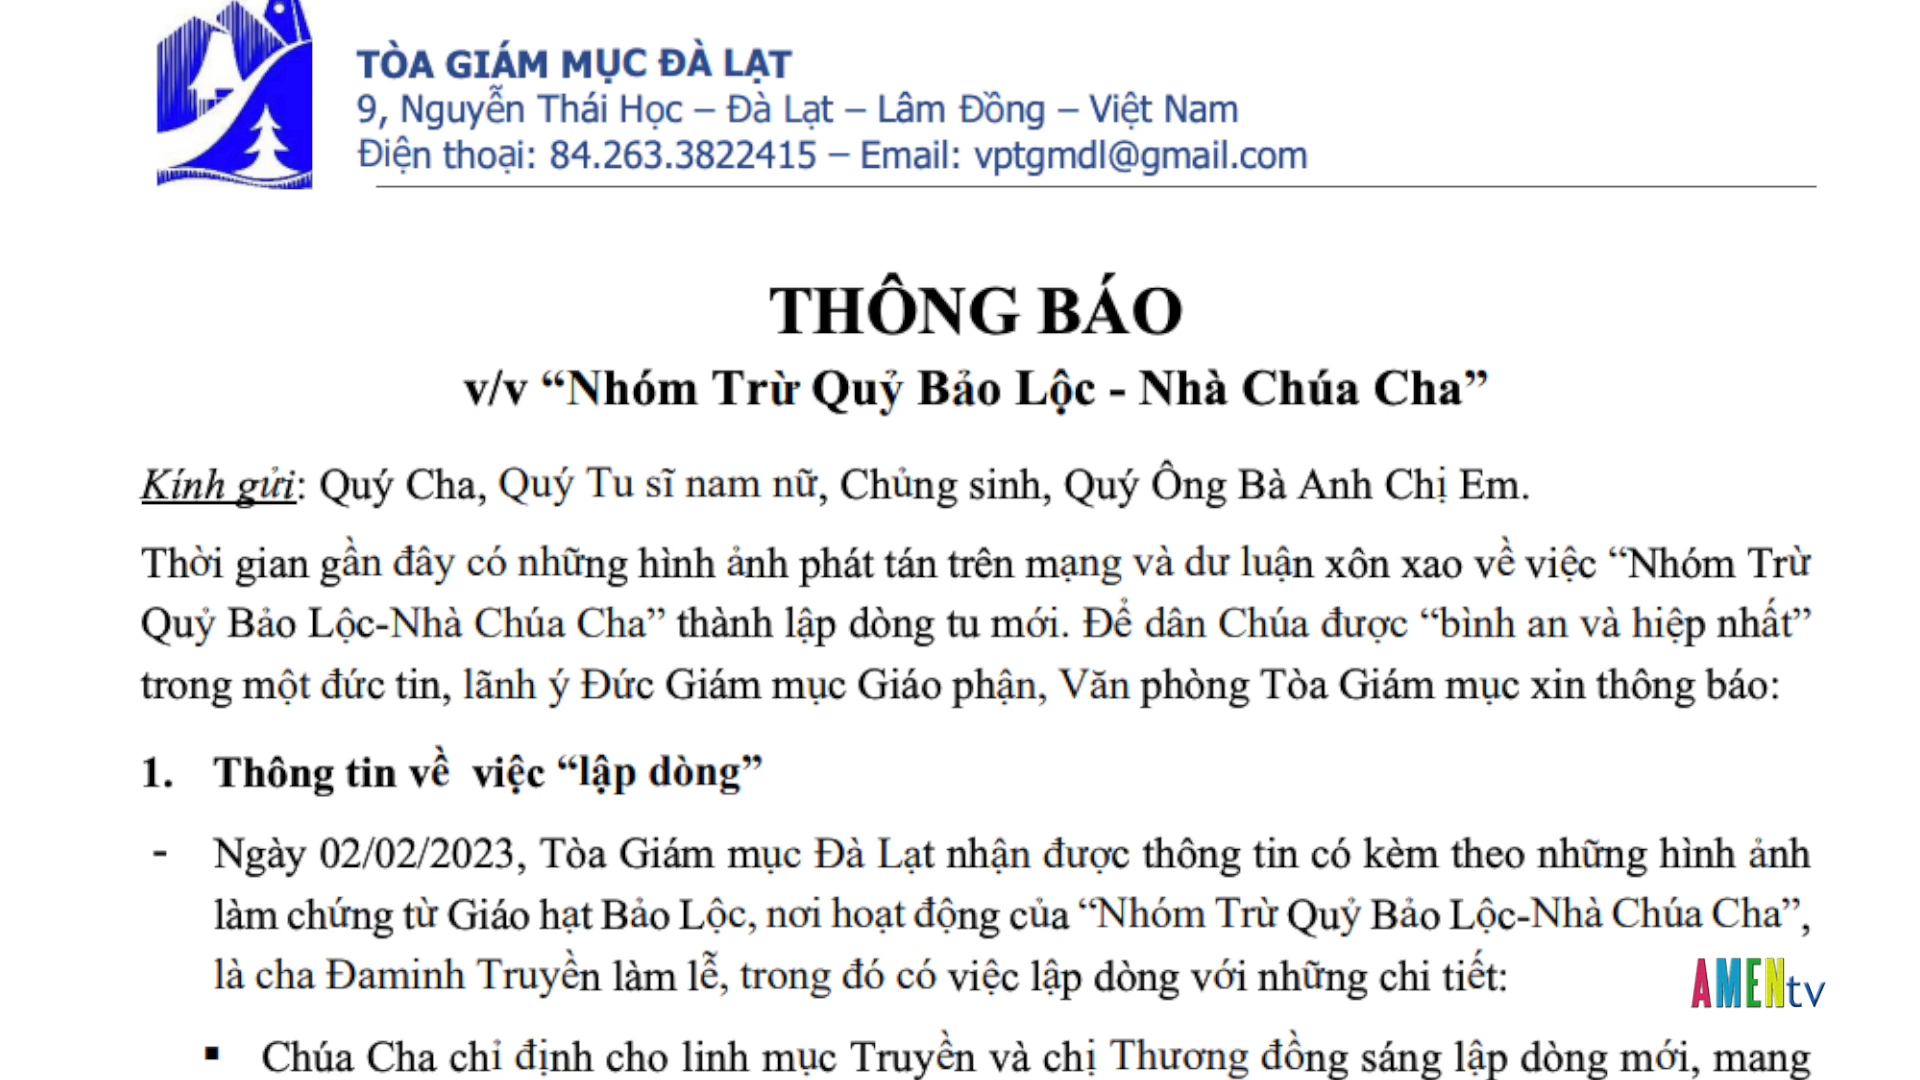 TÒA GIÁM MỤC ĐÀ LẠT
9, Nguyễn Thái Học – Đà Lạt – Lâm Đồng – Việt Nam
Điện thoại: 84.263.3822415 – Email: vptgmdl@gmail.com
THÔNG BÁO
v/v “Nhóm Trừ Quỷ Bảo Lộc - Nhà Chúa Cha”
Kính gửi: Quý Cha, Quý Tu sĩ nam nữ, Chủng sinh, Quý Ông Bà Anh Chị Em.
Thời gian gần đây có những hình ảnh phát tán trên mạng và dư luận xôn xao về việc “Nhóm Trừ
Quỷ Bảo Lộc-Nhà Chúa Cha” thành lập dòng tu mới. Để dân Chúa được “bình an và hiệp nhất”
trong một đức tin, lãnh ý Đức Giám mục Giáo phận, Văn phòng Tòa Giám mục xin thông báo:
1. Thông tin về việc “lập dòng”
- Ngày 02/02/2023, Tòa Giám mục Đà Lạt nhận được thông tin có kèm theo những hình ảnh
làm chứng từ Giáo hạt Bảo Lộc, nơi hoạt động của “Nhóm Trừ Quỷ Bảo Lộc-Nhà Chúa Cha”,
là cha Đaminh Truyền làm lễ, trong đó có việc lập dòng với những chi tiết:
▪ Chúa Cha chỉ định cho linh mục Truyền và chị Thương đồng sáng lập dòng mới, mang
AMENtv